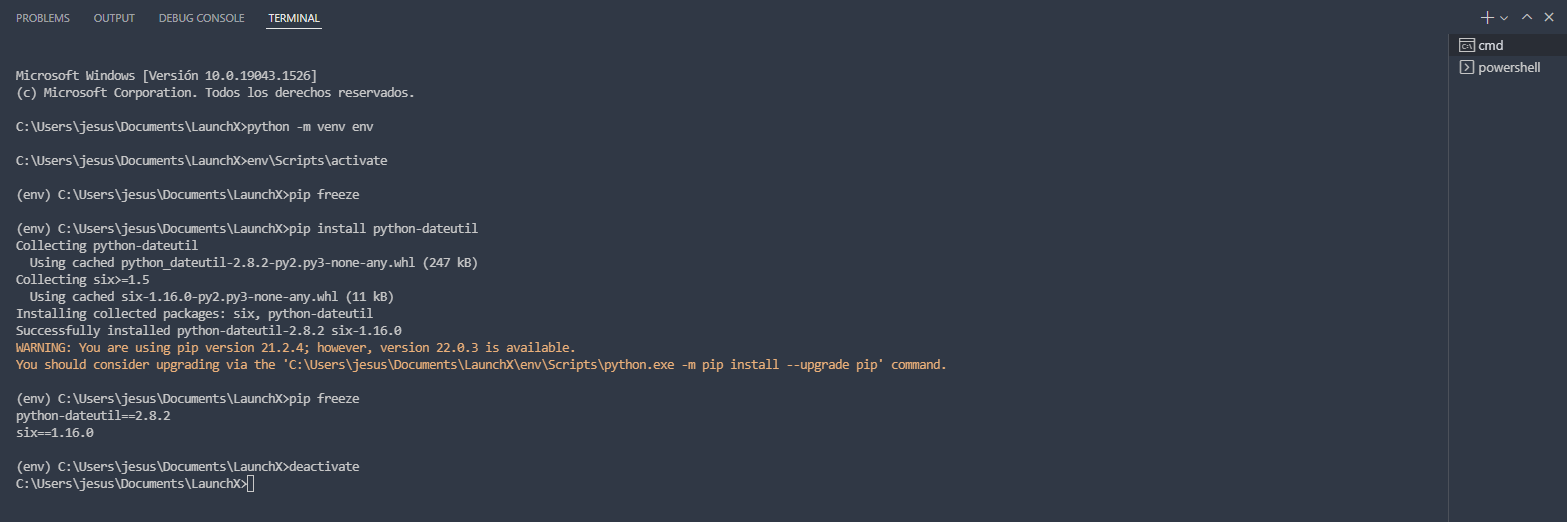 PROBLEMS OUTPUT DEBUG CONSOLE TERMINAL
cmd
powershell
Microsoft Windows [Versión 10.0.19043.1526]
(c) Microsoft Corporation. Todos los derechos reservados.
C:\Users\jesus\Documents\LaunchX>python -m venv env
C:\Users\jesus\Documents\LaunchX>env\Scripts\activate
(env) C:\Users\jesus\Documents\LaunchX>pip freeze
(env) C:\Users\jesus\Documents\LaunchX>pip install python-dateutil
Collecting python-dateutil
  Using cached python_dateutil-2.8.2-py2.py3-none-any.whl (247 kB)
Collecting six>=1.5
  Using cached six-1.16.0-py2.py3-none-any.whl (11 kB)
Installing collected packages: six, python-dateutil
Successfully installed python-dateutil-2.8.2 six-1.16.0
WARNING: You are using pip version 21.2.4; however, version 22.0.3 is available.
You should consider upgrading via the 'C:\Users\jesus\Documents\LaunchX\env\Scripts\python.exe -m pip install --upgrade pip' command.
(env) C:\Users\jesus\Documents\LaunchX>pip freeze
python-dateutil==2.8.2
six==1.16.0
(env) C:\Users\jesus\Documents\LaunchX>deactivate
C:\Users\jesus\Documents\LaunchX>